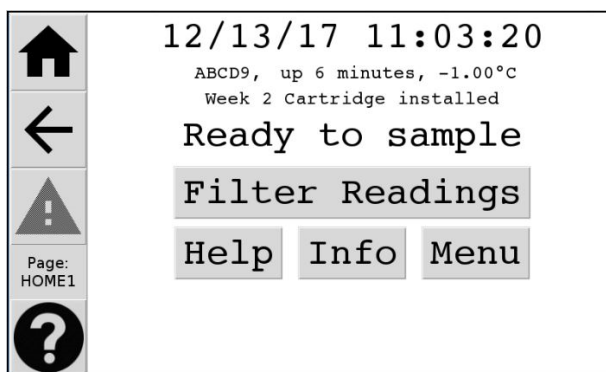 12/13/17 11:03:20
ABCD9, up 6 minutes, -1.00°C
Week 2 Cartridge installed
Ready to sample
Filter Readings
Help Info Menu
Page:
HOME1
?